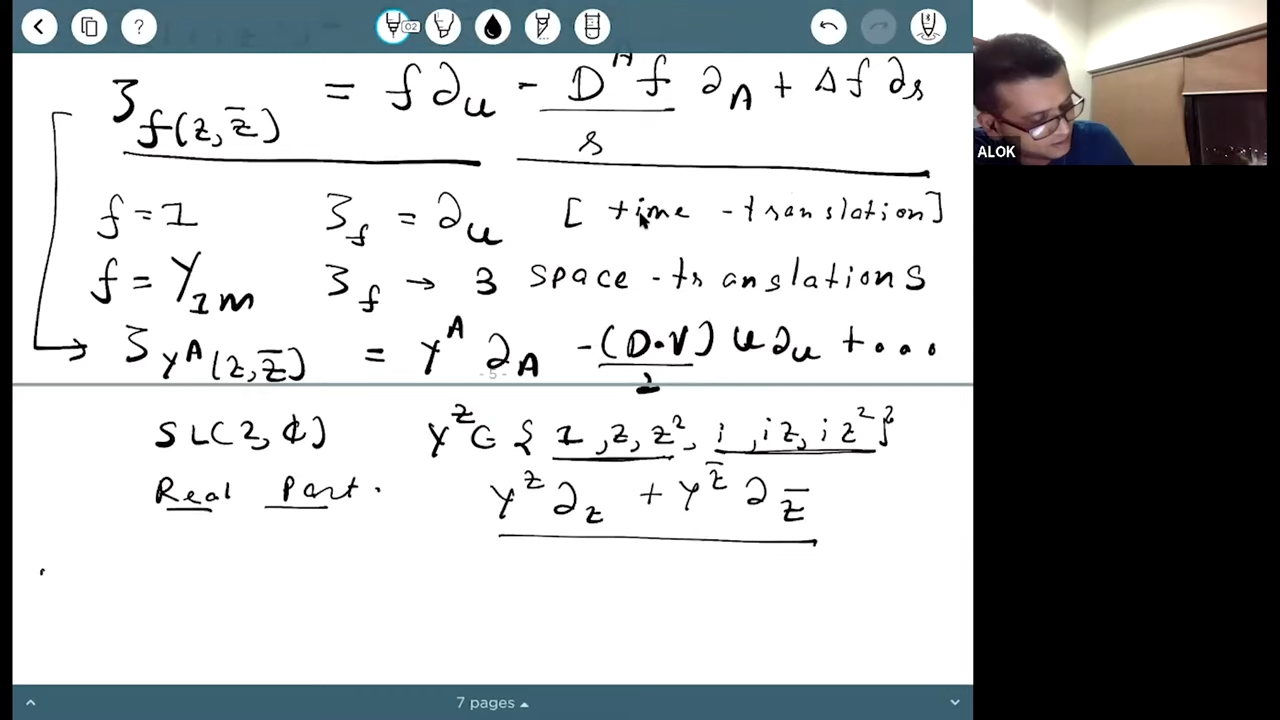 ξ_{f(z, z̄)} = f ∂_u - D^A f / s ∂_A + Δf ∂_s
f = 1 ξ_f = ∂_u [ time - translation ]
f = Y_{1m} ξ_f → 3 space - translations
→ ξ_{Y^A(z, z̄)} = Y^A ∂_A - (D·V) / 2 u ∂_u + ...
- 5 -
SL(2, ℂ) Y^z ∈ { 1, z, z², i, iz, iz² }
Real Part. Y^z ∂_z + Y^{z̄} ∂_{z̄}
ALOK
7 pages